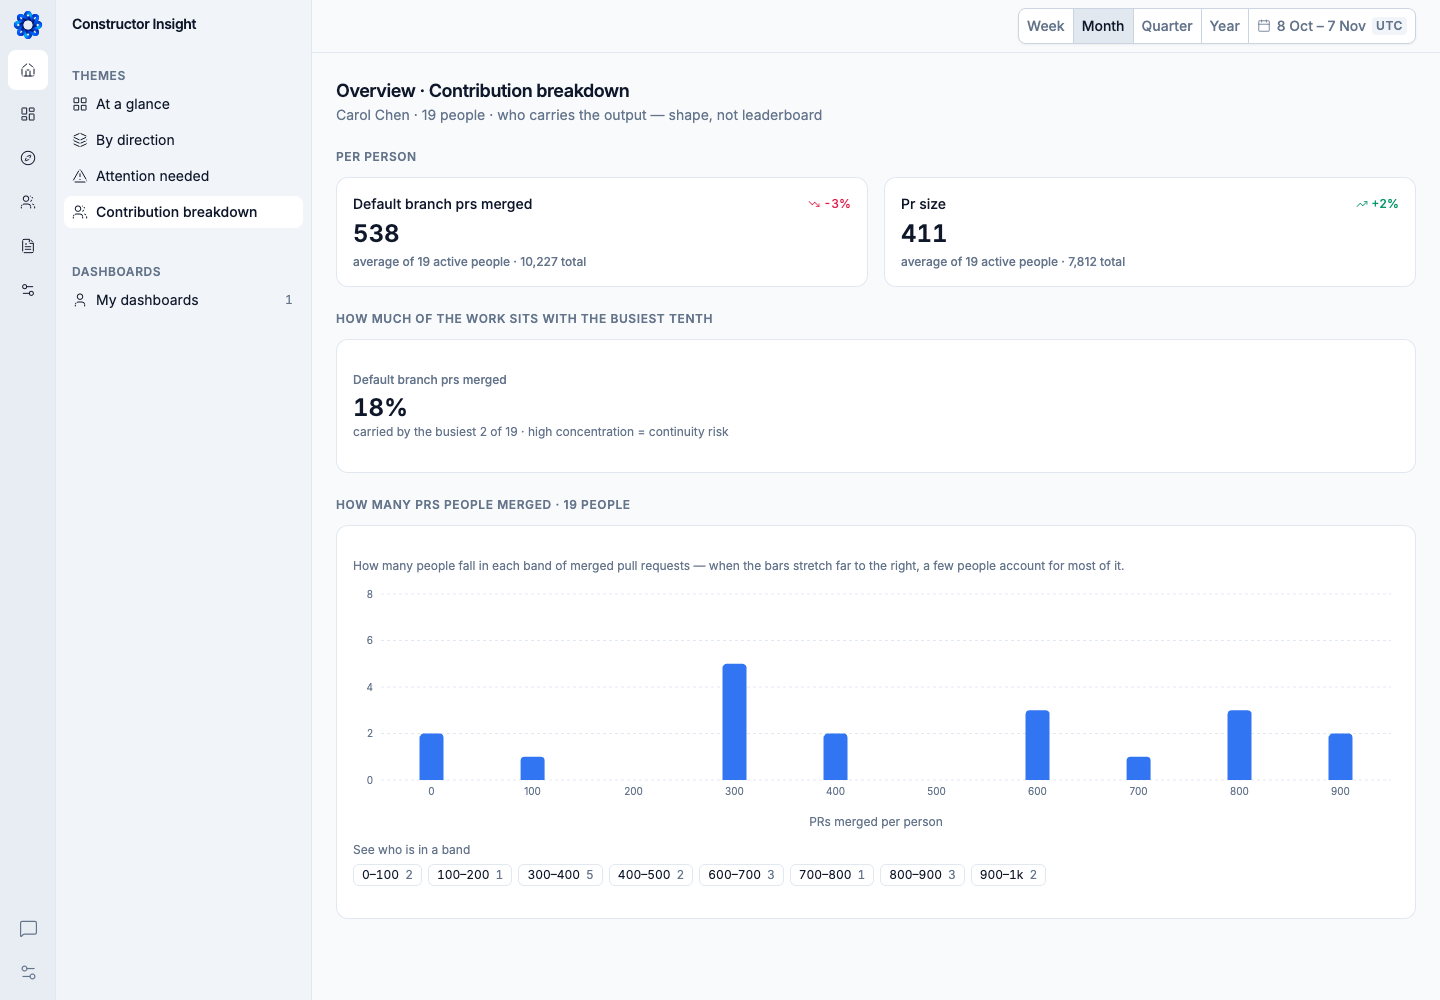 Constructor Insight
Week Month Quarter Year 8 Oct – 7 Nov UTC
THEMES
At a glance
By direction
Attention needed
Contribution breakdown
DASHBOARDS
My dashboards 1
Overview · Contribution breakdown
Carol Chen · 19 people · who carries the output — shape, not leaderboard
PER PERSON
Default branch prs merged -3%
538
average of 19 active people · 10,227 total
Pr size +2%
411
average of 19 active people · 7,812 total
HOW MUCH OF THE WORK SITS WITH THE BUSIEST TENTH
Default branch prs merged
18%
carried by the busiest 2 of 19 · high concentration = continuity risk
HOW MANY PRS PEOPLE MERGED · 19 PEOPLE
How many people fall in each band of merged pull requests — when the bars stretch far to the right, a few people account for most of it.
8
6
4
2
0
0 100 200 300 400 500 600 700 800 900
PRs merged per person
See who is in a band
0–100 2 100–200 1 300–400 5 400–500 2 600–700 3 700–800 1 800–900 3 900–1k 2